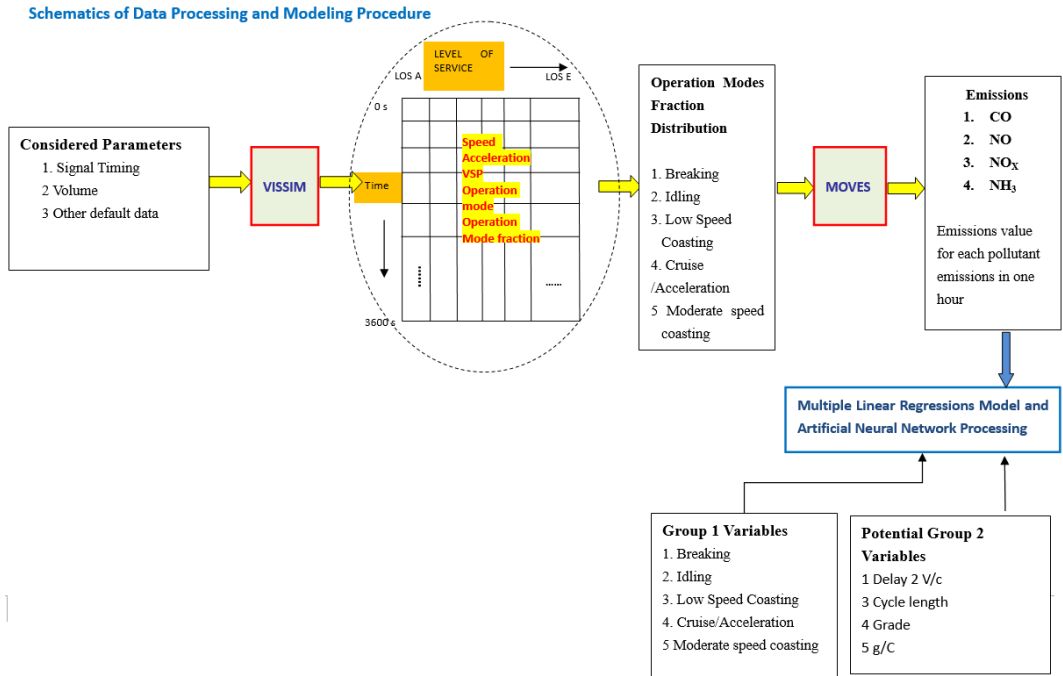 Schematics of Data Processing and Modeling Procedure
Considered Parameters
1. Signal Timing
2 Volume
3 Other default data
VISSIM
LEVEL OF
SERVICE
LOS A
LOS E
0 s
Time
3600 s
Speed
Acceleration
VSP
Operation
mode
Operation
Mode fraction
......
......
Operation Modes
Fraction
Distribution
1. Breaking
2. Idling
3. Low Speed
Coasting
4. Cruise
/Acceleration
5 Moderate speed
coasting
MOVES
Emissions
1. CO
2. NO
3. NOX
4. NH3
Emissions value
for each pollutant
emissions in one
hour
Multiple Linear Regressions Model and
Artificial Neural Network Processing
Group 1 Variables
1. Breaking
2. Idling
3. Low Speed Coasting
4. Cruise/Acceleration
5 Moderate speed coasting
Potential Group 2
Variables
1 Delay 2 V/c
3 Cycle length
4 Grade
5 g/C